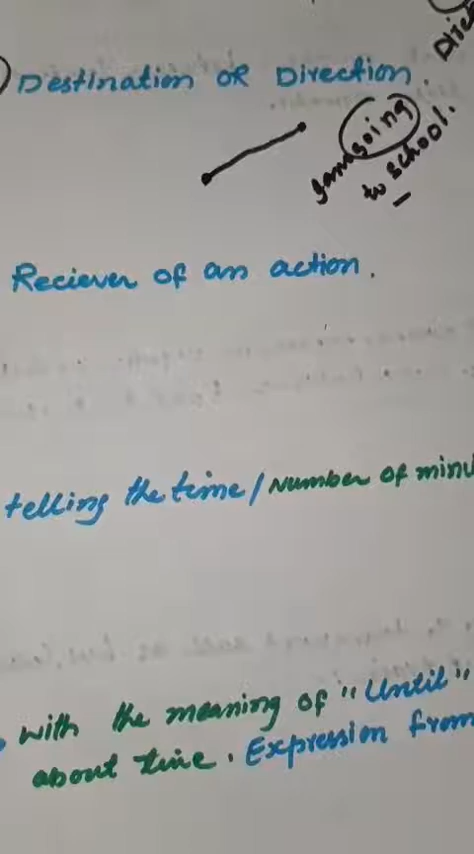 Destination or Direction.
I am going
to school.
Reciever of an action.
telling the time / Number of minu
with the meaning of "Until"
about time. Expression from